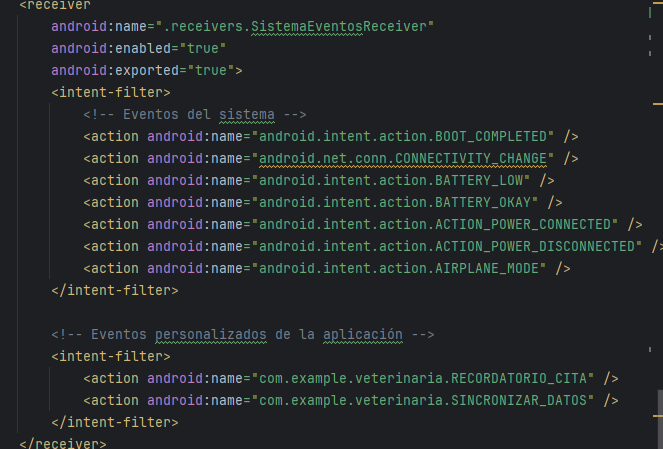 <receiver
android:name=".receivers.SistemaEventosReceiver"
android:enabled="true"
android:exported="true">
<intent-filter>
<!-- Eventos del sistema -->
<action android:name="android.intent.action.BOOT_COMPLETED" />
<action android:name="android.net.conn.CONNECTIVITY_CHANGE" />
<action android:name="android.intent.action.BATTERY_LOW" />
<action android:name="android.intent.action.BATTERY_OKAY" />
<action android:name="android.intent.action.ACTION_POWER_CONNECTED" />
<action android:name="android.intent.action.ACTION_POWER_DISCONNECTED" />
<action android:name="android.intent.action.AIRPLANE_MODE" />
</intent-filter>
<!-- Eventos personalizados de la aplicación -->
<intent-filter>
<action android:name="com.example.veterinaria.RECORDATORIO_CITA" />
<action android:name="com.example.veterinaria.SINCRONIZAR_DATOS" />
</intent-filter>
</receiver>